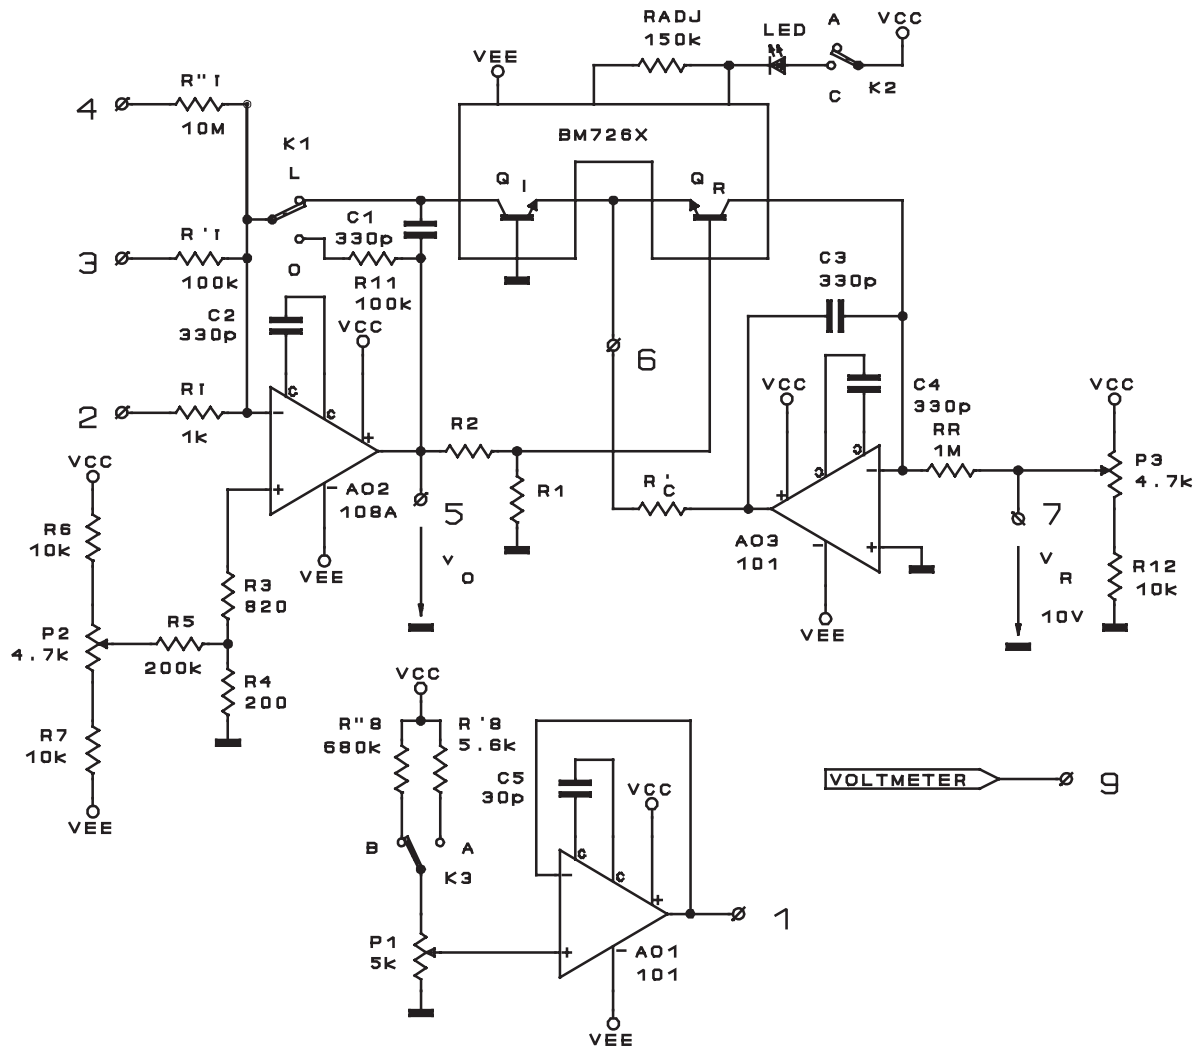 RADJ
150k
LED
A
VCC
C
K2
VEE
BM726X
4
R"I
10M
K1
L
O
Q I
Q R
3
R'I
100k
C1
330p
R11
100k
C2
330p
VCC
C
C
2
RI
1k
-
+
+
-
AO2
108A
VEE
R2
R1
5
V O
6
R'C
C3
330p
VCC
C4
330p
C
C
RR
1M
-
+
+
-
AO3
101
VEE
7
V R
10V
VCC
P3
4.7k
R12
10k
VCC
R6
10k
P2
4.7k
R7
10k
VEE
R5
200k
R3
820
R4
200
VCC
R"8
680k
R'8
5.6k
B
A
K3
P1
5k
C5
30p
VCC
C
C
-
+
+
-
AO1
101
VEE
1
VOLTMETER
9